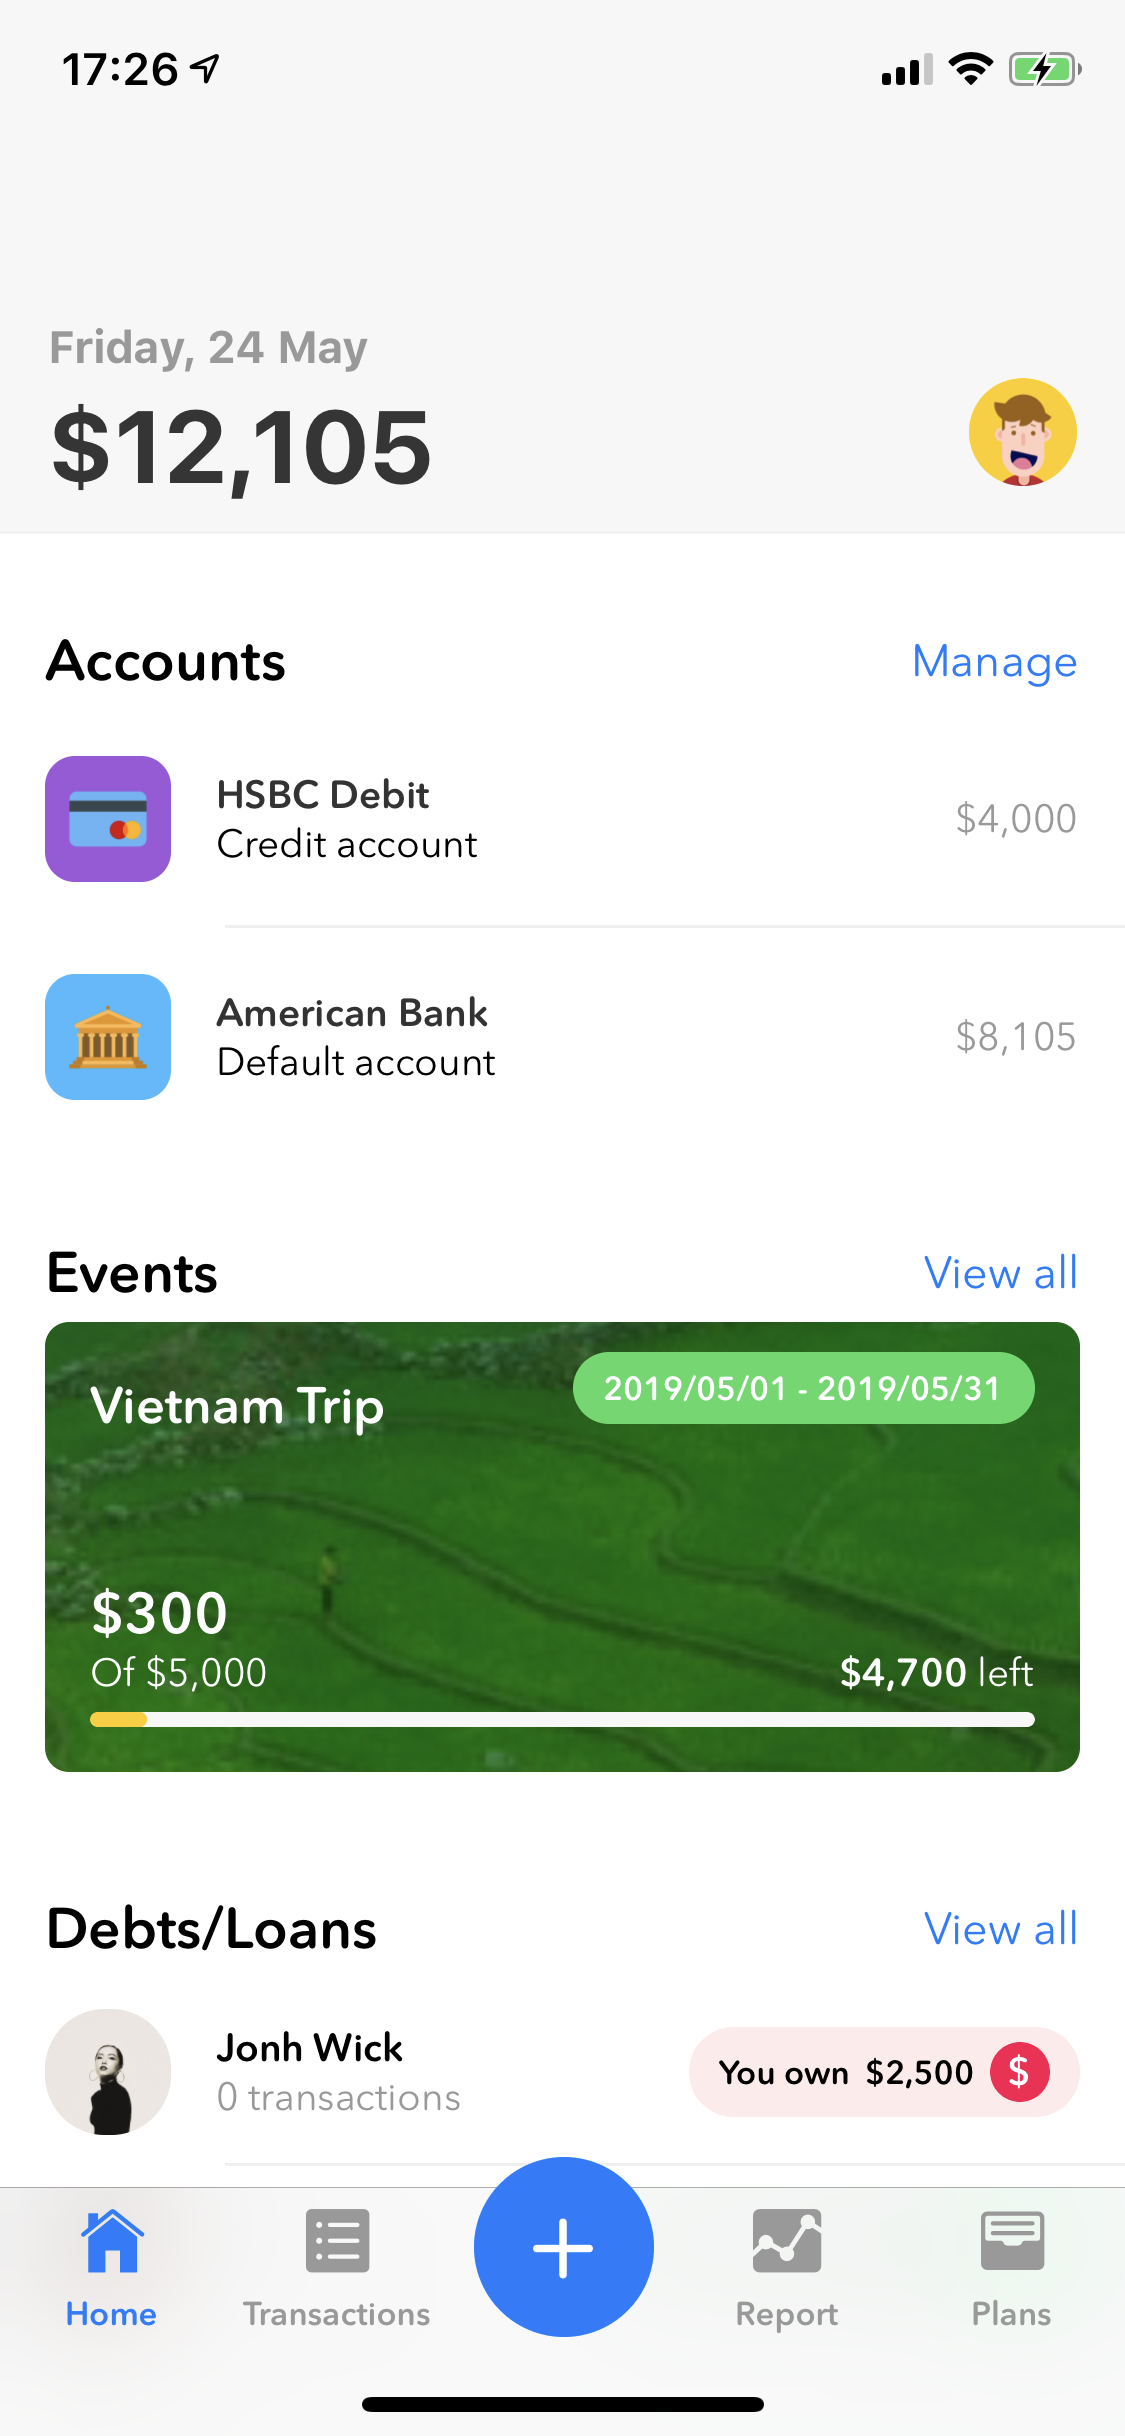 17:26
Friday, 24 May
$12,105
Accounts
Manage
HSBC Debit
Credit account
$4,000
American Bank
Default account
$8,105
Events
View all
Vietnam Trip
2019/05/01 - 2019/05/31
$300
Of $5,000
$4,700 left
Debts/Loans
View all
Jonh Wick
0 transactions
You own $2,500
$
Home
Transactions
Report
Plans